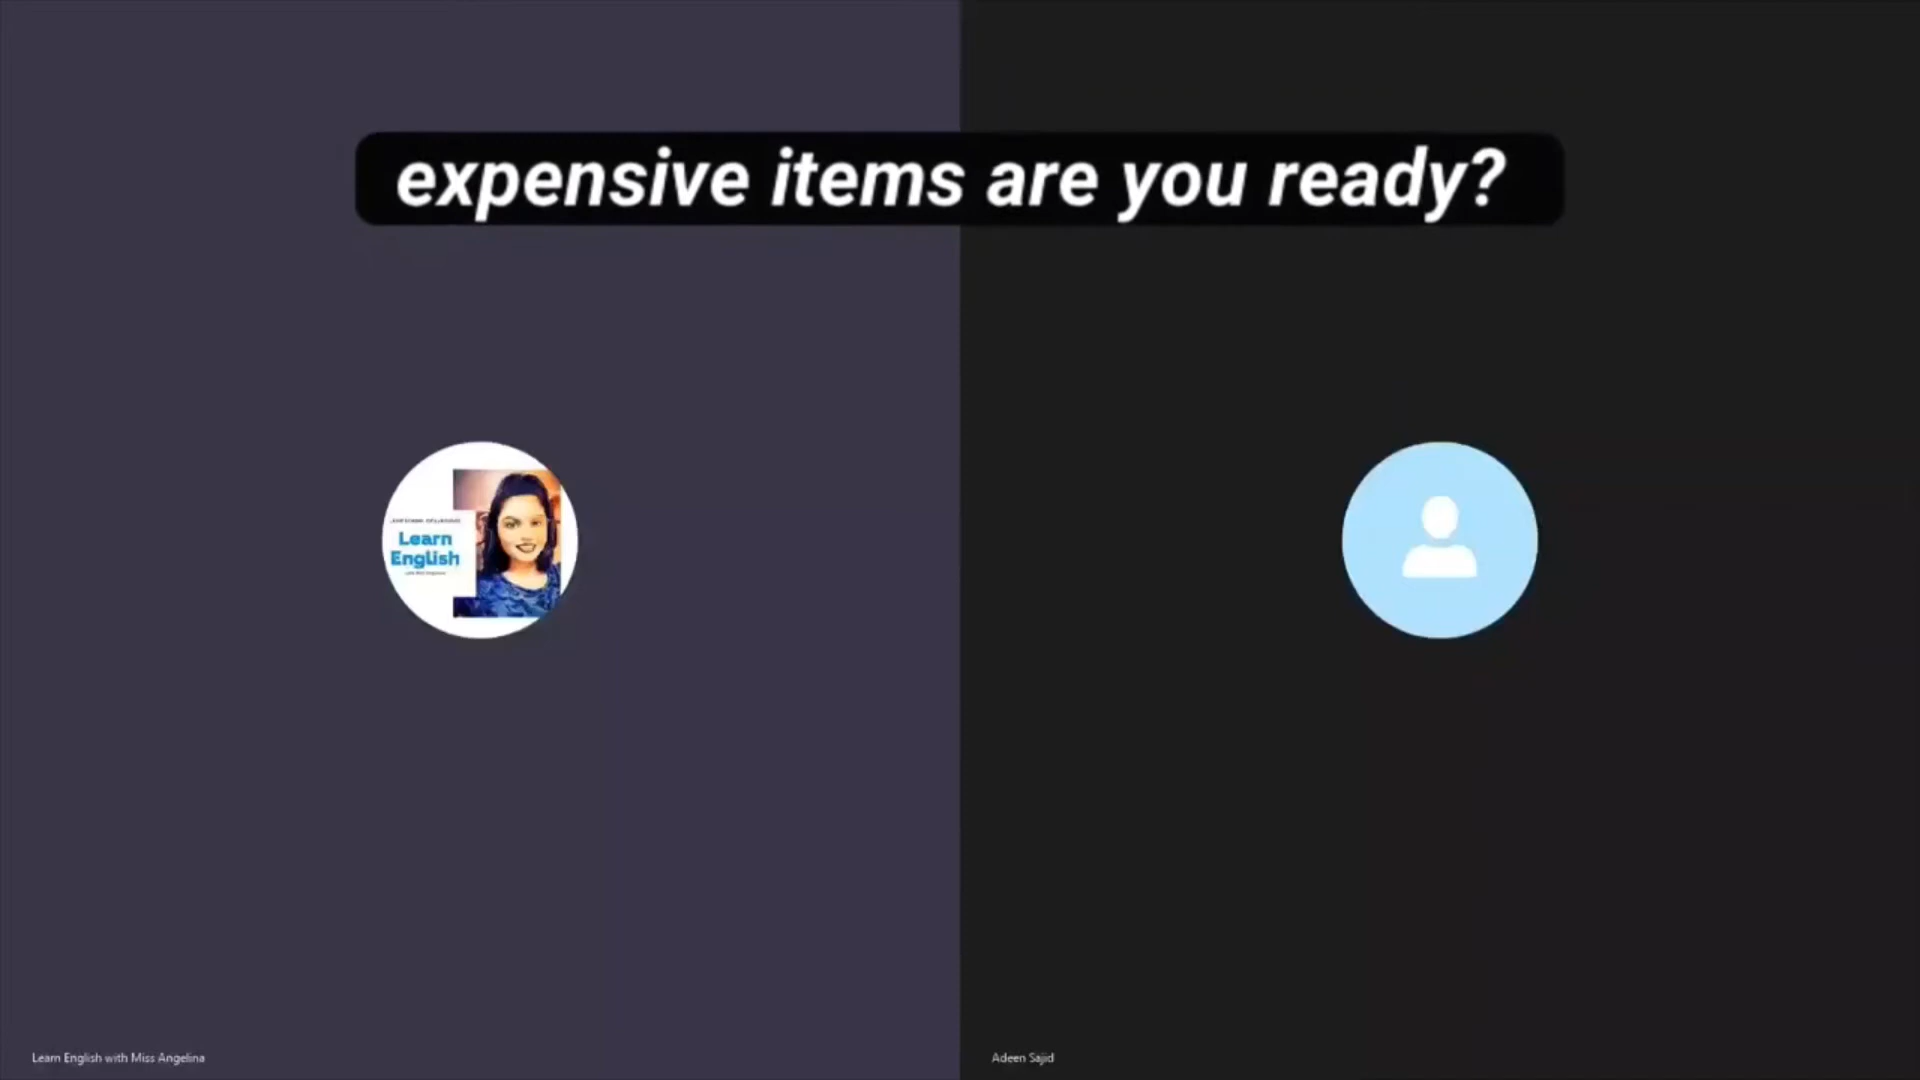 expensive items are you ready?
Learn
English
Learn English with Miss Angelina
Adeen Sajid